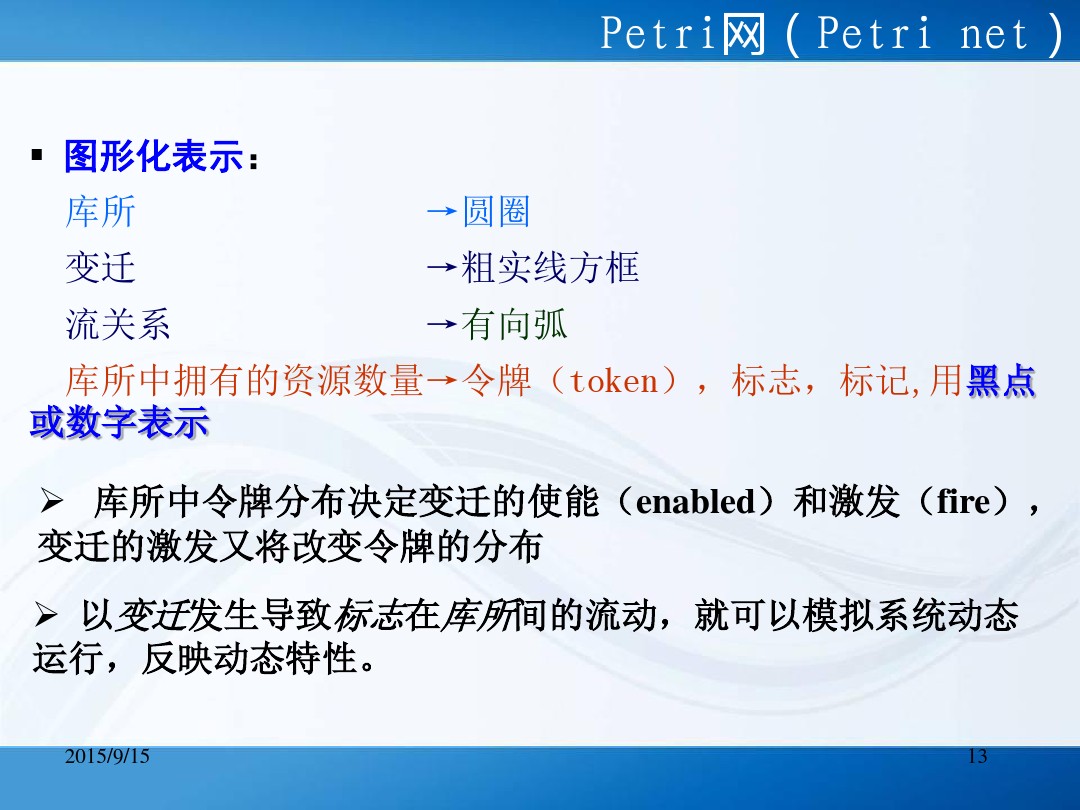 Petri网（Petri net）
▪ 图形化表示：
库所 →圆圈
变迁 →粗实线方框
流关系 →有向弧
库所中拥有的资源数量→令牌（token），标志，标记,用黑点
或数字表示
➢ 库所中令牌分布决定变迁的使能（enabled）和激发（fire），
变迁的激发又将改变令牌的分布
➢ 以变迁发生导致标志在库所间的流动，就可以模拟系统动态
运行，反映动态特性。
2015/9/15 13